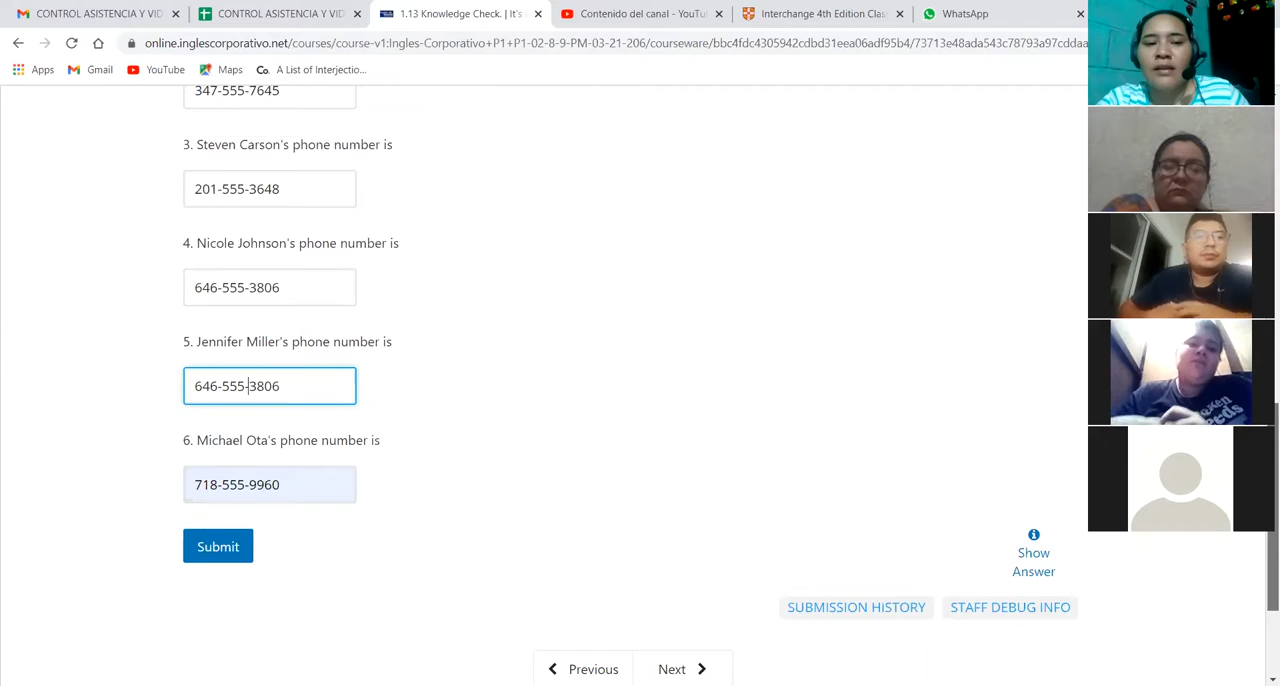 CONTROL ASISTENCIA Y VID
CONTROL ASISTENCIA Y VID
1.13 Knowledge Check. | It's
Contenido del canal - YouTu
Interchange 4th Edition Clas
WhatsApp
online.inglescorporativo.net/courses/course-v1:Ingles-Corporativo+P1+P1-02-8-9-PM-03-21-206/courseware/bbc4fdc4305942cdbd31eea06adf95b4/73713e48ada543c78793a97cddaa
Apps
Gmail
YouTube
Maps
Co.
A List of Interjectio...
347-555-7645
3. Steven Carson's phone number is
201-555-3648
4. Nicole Johnson's phone number is
646-555-3806
5. Jennifer Miller's phone number is
646-555-3806
6. Michael Ota's phone number is
718-555-9960
Submit
Show
Answer
SUBMISSION HISTORY
STAFF DEBUG INFO
Previous
Next